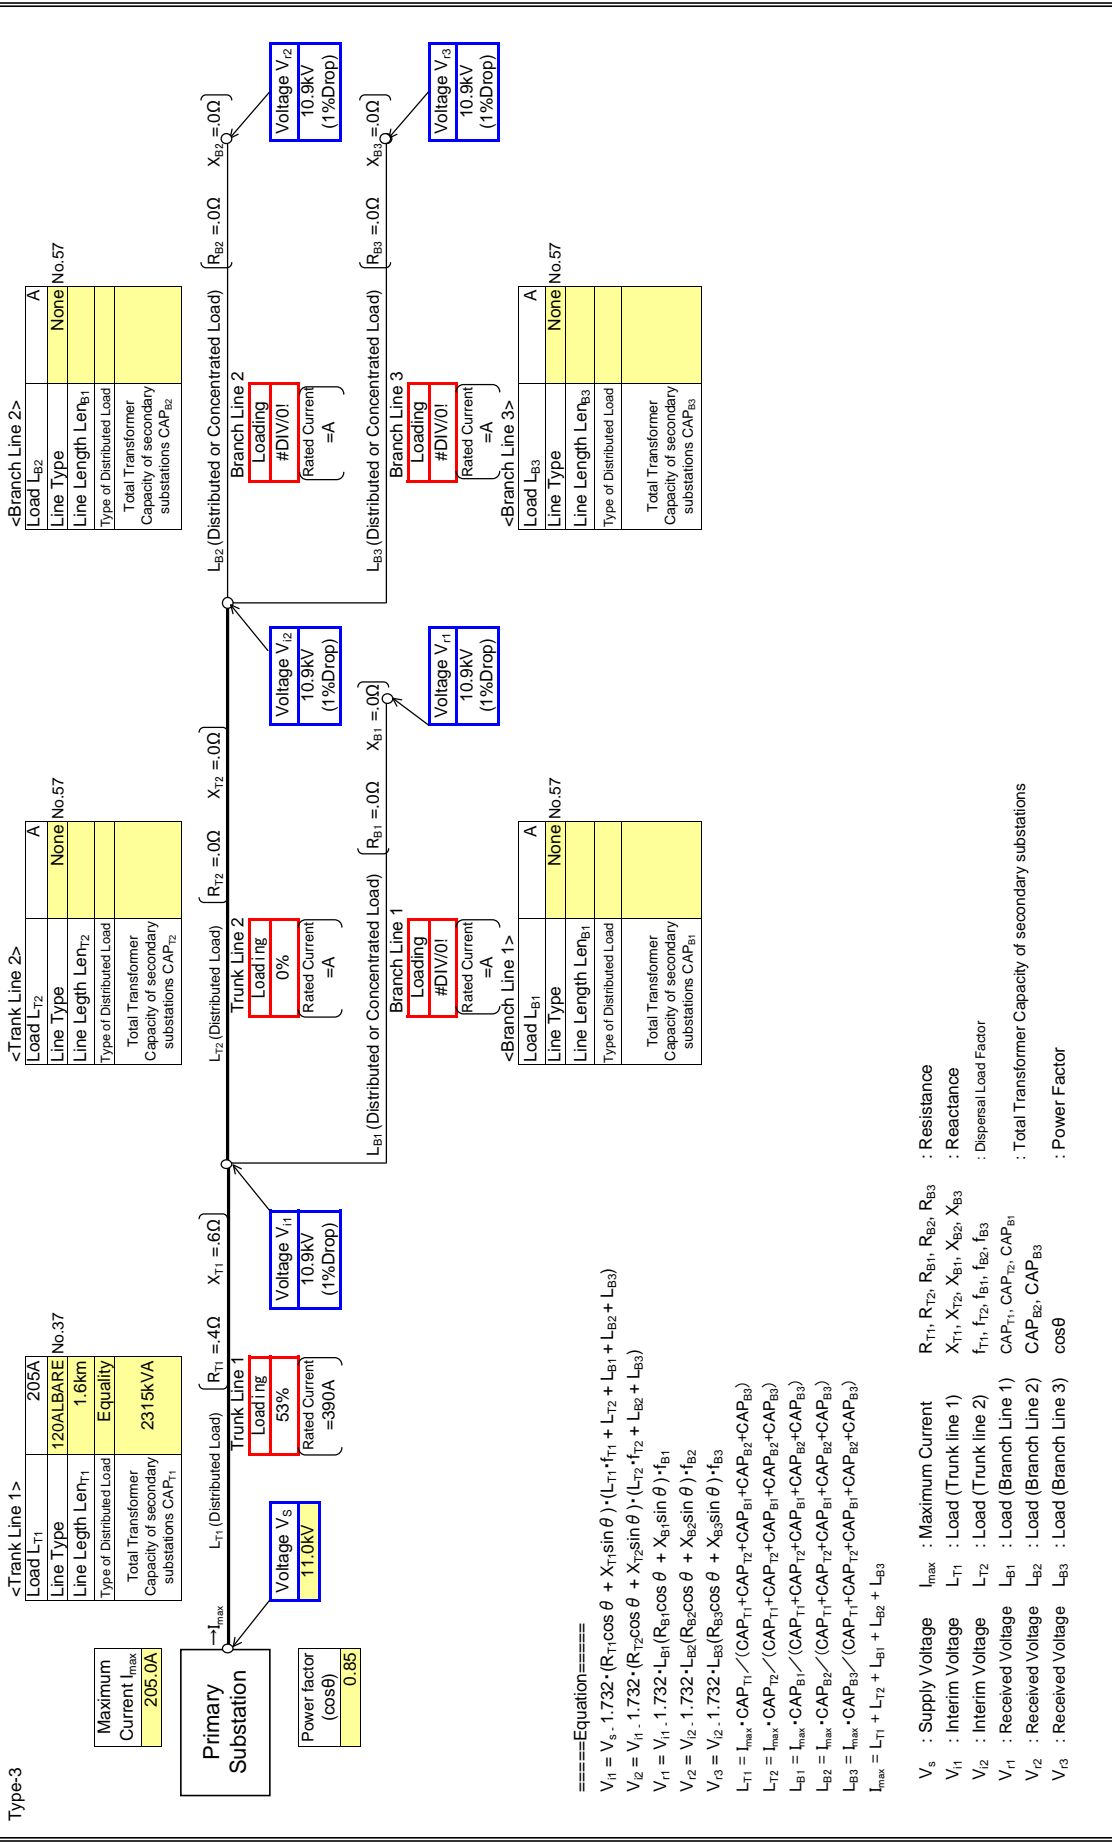 Type-3
<Trank Line 1>
Load L_T1 205A
Line Type 120ALBARE No.37
Line Legth Len_T1 1.6km
Type of Distributed Load Equality
Total Transformer
Capacity of secondary
substations CAP_T1
2315kVA
<Trank Line 2>
Load L_T2 A
Line Type None No.57
Line Length Len_T2
Type of Distributed Load
Total Transformer
Capacity of secondary
substations CAP_T2
<Branch Line 2>
Load L_B2 A
Line Type None No.57
Line Length Len_B1
Type of Distributed Load
Total Transformer
Capacity of secondary
substations CAP_B2
Maximum
Current I_max
205.0A
Primary
Substation
→I_max
Power factor
(cosθ)
0.85
Voltage V_S
11.0kV
L_T1 (Distributed Load)
R_T1 =.4Ω X_T1 =.6Ω
Trunk Line 1
Loading
53%
Rated Current
=390A
Voltage V_i1
10.9kV
(1%Drop)
L_T2 (Distributed Load)
R_T2 =.0Ω X_T2 =.0Ω
Trunk Line 2
Loading
0%
Rated Current
=A
Voltage V_i2
10.9kV
(1%Drop)
L_B2 (Distributed or Concentrated Load)
R_B2 =.0Ω X_B2 =.0Ω
Branch Line 2
Loading
#DIV/0!
Rated Current
=A
Voltage V_r2
10.9kV
(1%Drop)
L_B1 (Distributed or Concentrated Load)
R_B1 =.0Ω X_B1 =.0Ω
Branch Line 1
Loading
#DIV/0!
Rated Current
=A
Voltage V_r1
10.9kV
(1%Drop)
L_B3 (Distributed or Concentrated Load)
R_B3 =.0Ω X_B3 =.0Ω
Branch Line 3
Loading
#DIV/0!
Rated Current
=A
Voltage V_r3
10.9kV
(1%Drop)
<Branch Line 1>
Load L_B1 A
Line Type None No.57
Line Length Len_B1
Type of Distributed Load
Total Transformer
Capacity of secondary
substations CAP_B1
<Branch Line 3>
Load L_B3 A
Line Type None No.57
Line Length Len_B3
Type of Distributed Load
Total Transformer
Capacity of secondary
substations CAP_B3
=====Equation=====
V_i1 = V_s - 1.732・(R_T1cos θ + X_T1sin θ)・(L_T1・f_T1 + L_T2 + L_B1 + L_B2 + L_B3)
V_i2 = V_i1 - 1.732・(R_T2cos θ + X_T2sin θ)・(L_T2・f_T2 + L_B2 + L_B3)
V_r1 = V_i1 - 1.732・L_B1(R_B1cos θ + X_B1sin θ)・f_B1
V_r2 = V_i2 - 1.732・L_B2(R_B2cos θ + X_B2sin θ)・f_B2
V_r3 = V_i2 - 1.732・L_B3(R_B3cos θ + X_B3sin θ)・f_B3
L_T1 = I_max・CAP_T1／(CAP_T1+CAP_T2+CAP_B1+CAP_B2+CAP_B3)
L_T2 = I_max・CAP_T2／(CAP_T1+CAP_T2+CAP_B1+CAP_B2+CAP_B3)
L_B1 = I_max・CAP_B1／(CAP_T1+CAP_T2+CAP_B1+CAP_B2+CAP_B3)
L_B2 = I_max・CAP_B2／(CAP_T1+CAP_T2+CAP_B1+CAP_B2+CAP_B3)
L_B3 = I_max・CAP_B3／(CAP_T1+CAP_T2+CAP_B1+CAP_B2+CAP_B3)
I_max = L_T1 + L_T2 + L_B1 + L_B2 + L_B3
V_s : Supply Voltage I_max : Maximum Current R_T1, R_T2, R_B1, R_B2, R_B3 : Resistance
V_i1 : Interim Voltage L_T1 : Load (Trunk line 1) X_T1, X_T2, X_B1, X_B2, X_B3 : Reactance
V_i2 : Interim Voltage L_T2 : Load (Trunk line 2) f_T1, f_T2, f_B1, f_B2, f_B3 : Dispersal Load Factor
V_r1 : Received Voltage L_B1 : Load (Branch Line 1) CAP_T1, CAP_T2, CAP_B1 : Total Transformer Capacity of secondary substations
V_r2 : Received Voltage L_B2 : Load (Branch Line 2) CAP_B2, CAP_B3
V_r3 : Received Voltage L_B3 : Load (Branch Line 3) cosθ : Power Factor